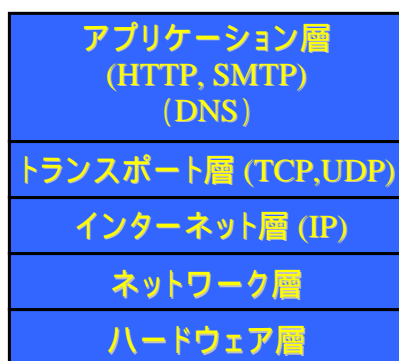 アプリケーション層
(HTTP, SMTP)
(DNS)
トランスポート層 (TCP,UDP)
インターネット層 (IP)
ネットワーク層
ハードウェア層